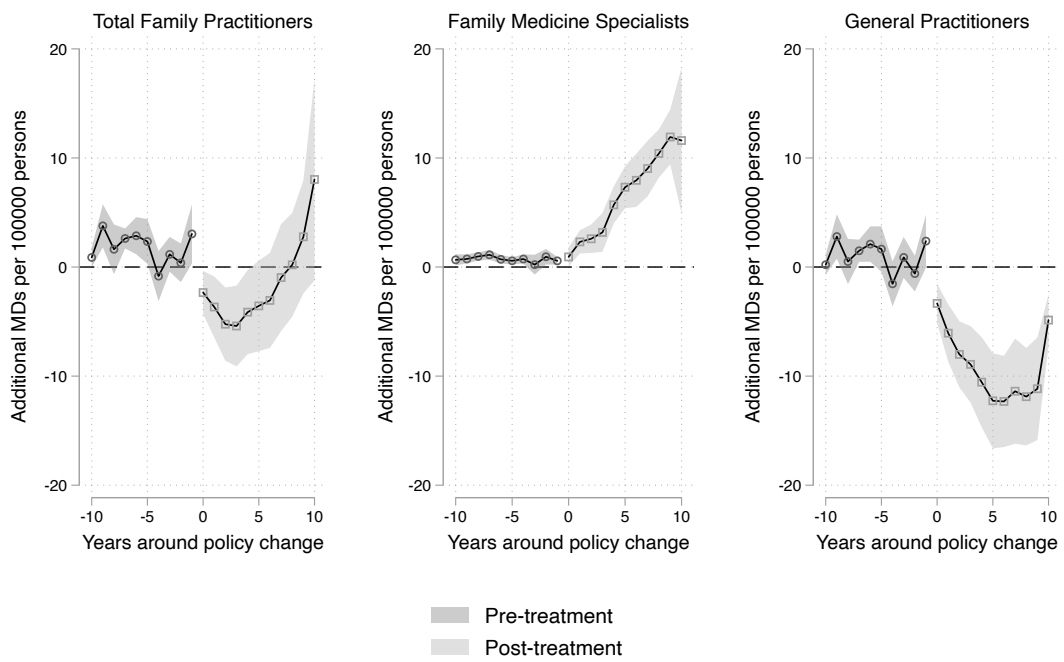 Total Family Practitioners
Additional MDs per 100000 persons
20
10
0
-10
-20
-10 -5 0 5 10
Years around policy change
Family Medicine Specialists
Additional MDs per 100000 persons
20
10
0
-10
-20
-10 -5 0 5 10
Years around policy change
General Practitioners
Additional MDs per 100000 persons
20
10
0
-10
-20
-10 -5 0 5 10
Years around policy change
Pre-treatment
Post-treatment